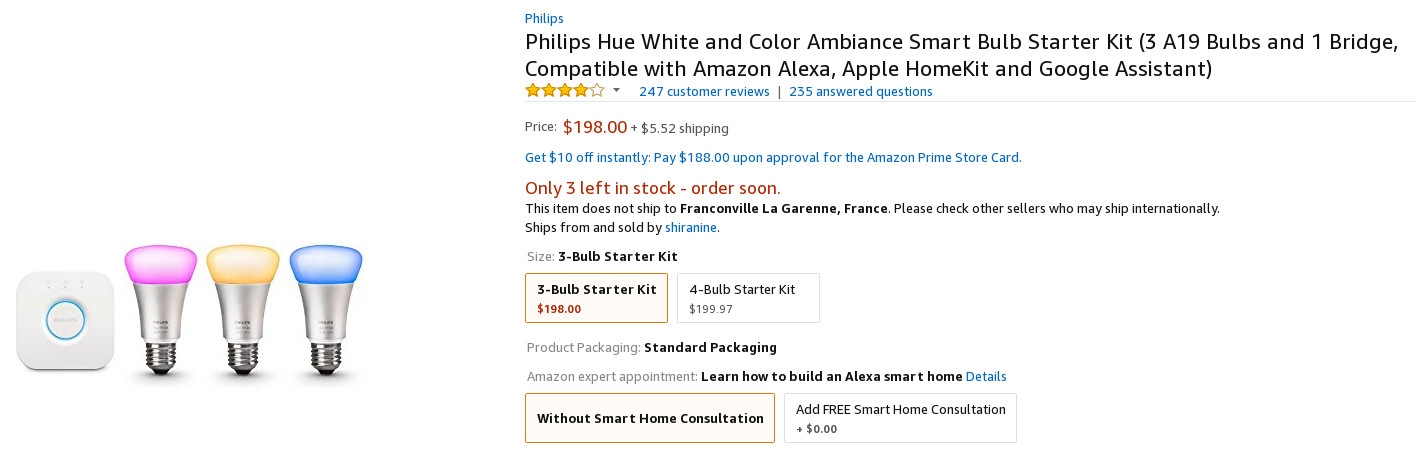 Philips
Philips Hue White and Color Ambiance Smart Bulb Starter Kit (3 A19 Bulbs and 1 Bridge,
Compatible with Amazon Alexa, Apple HomeKit and Google Assistant)
247 customer reviews | 235 answered questions
Price: $198.00 + $5.52 shipping
Get $10 off instantly: Pay $188.00 upon approval for the Amazon Prime Store Card.
Only 3 left in stock - order soon.
This item does not ship to Franconville La Garenne, France. Please check other sellers who may ship internationally.
Ships from and sold by shiranine.
Size: 3-Bulb Starter Kit
3-Bulb Starter Kit 4-Bulb Starter Kit
$198.00 $199.97
Product Packaging: Standard Packaging
Amazon expert appointment: Learn how to build an Alexa smart home Details
Without Smart Home Consultation Add FREE Smart Home Consultation
+ $0.00